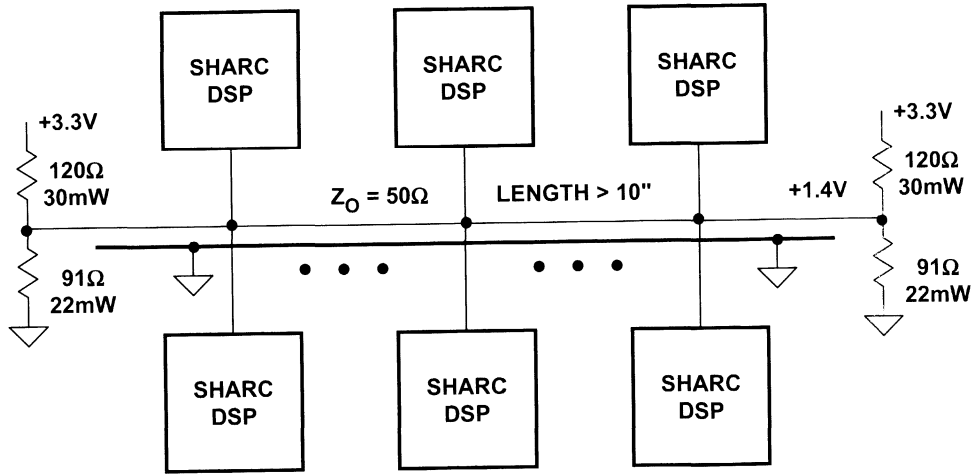 SHARC
DSP
SHARC
DSP
SHARC
DSP
+3.3V
120Ω
30mW
Z_O = 50Ω
LENGTH > 10"
+1.4V
+3.3V
120Ω
30mW
91Ω
22mW
91Ω
22mW
SHARC
DSP
SHARC
DSP
SHARC
DSP